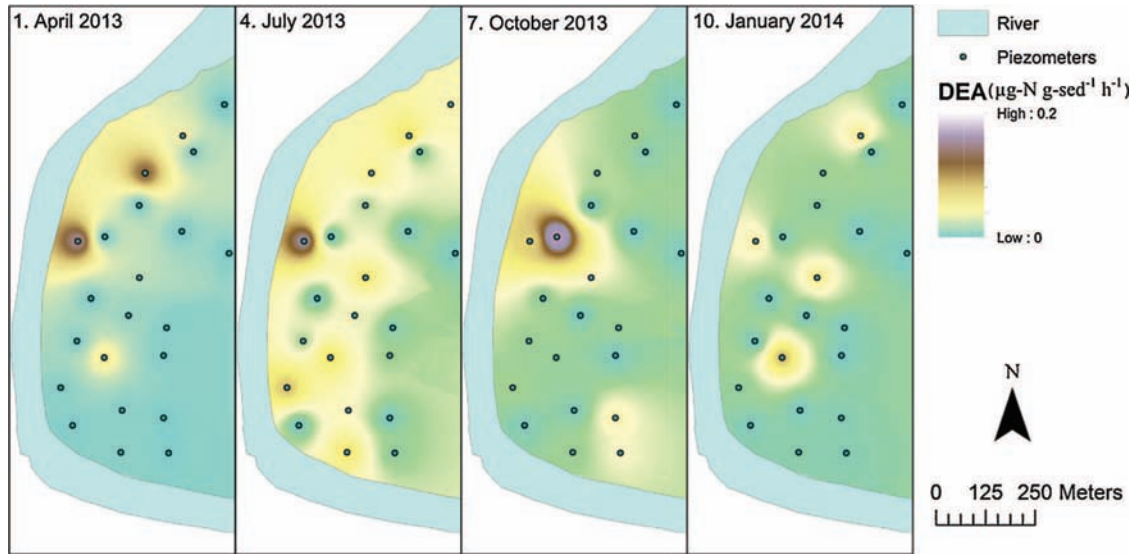 1. April 2013
4. July 2013
7. October 2013
10. January 2014
River
Piezometers
DEA (µg-N g-sed⁻¹ h⁻¹)
High : 0.2
Low : 0
N
0 125 250 Meters